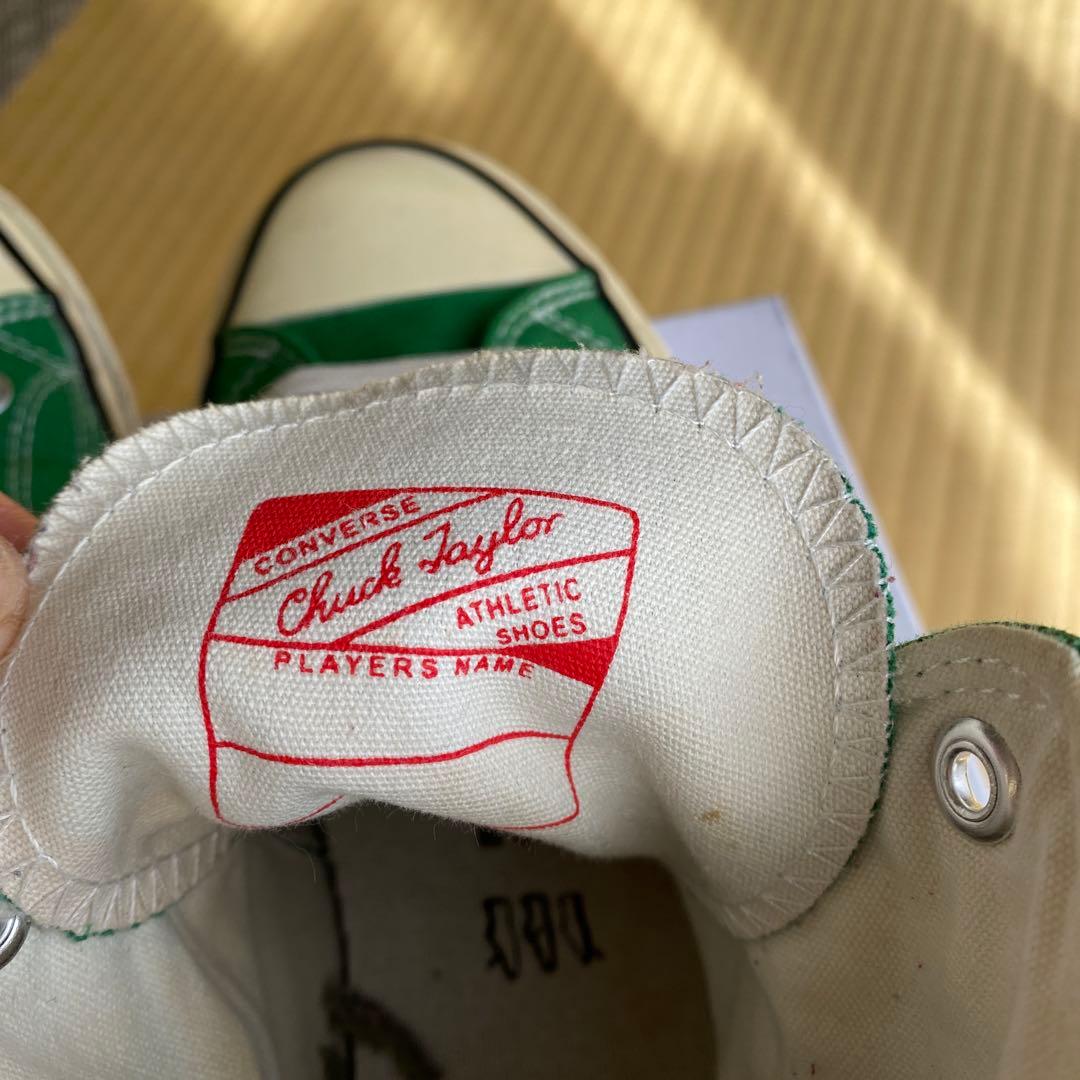 CONVERSE
Chuck Taylor
ATHLETIC
SHOES
PLAYERS NAME